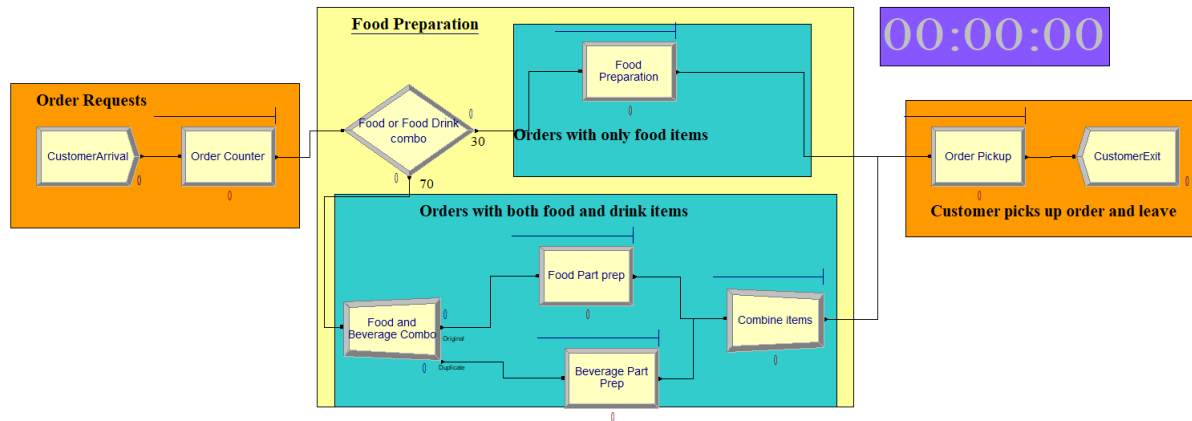 Food Preparation
00:00:00
Food
Preparation
0
Order Requests
Food or Food Drink
combo
0
30
Orders with only food items
CustomerArrival
0
Order Counter
0
Order Pickup
0
CustomerExit
0
0
70
Orders with both food and drink items
Customer picks up order and leave
Food Part prep
0
Food and
Beverage Combo
0
Original
0
Duplicate
Combine items
0
Beverage Part
Prep
0